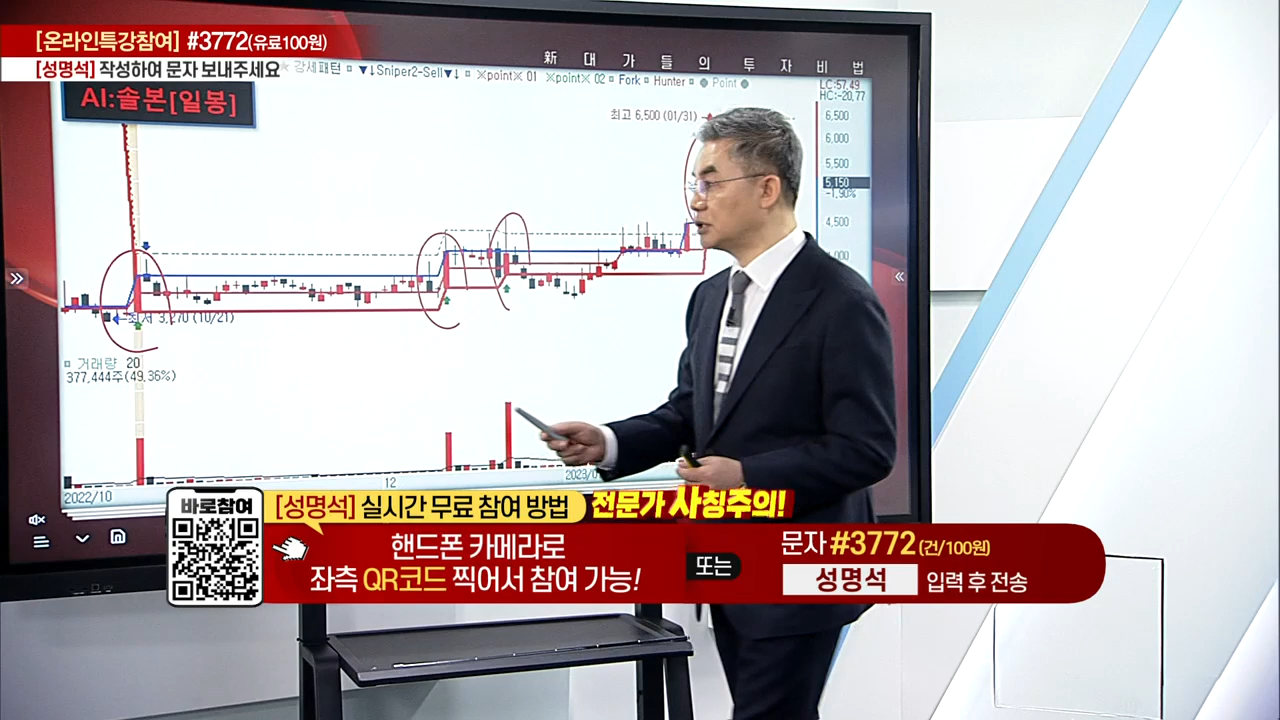 [온라인특강참여] #3772(유료100원)
[성명석] 작성하여 문자 보내주세요
新 대 가 들 의 투 자 비 법
강세패턴 ▼↓Sniper2-Sell▼↓ ※point※ 01 ※point※ 02 Fork Hunter Point
LC:57.49
HC:-20.77
AI:솔본[일봉]
최고 6,500 (01/31)
6,500
6,000
5,500
5,150
-1.90%
4,500
최저 3,270 (10/21)
거래량 20
377,444주(49.36%)
2022/10
12
바로참여
[성명석] 실시간 무료 참여 방법
전문가 사칭주의!
핸드폰 카메라로
좌측 QR코드 찍어서 참여 가능!
또는
문자 #3772 (건/100원)
성명석 입력 후 전송